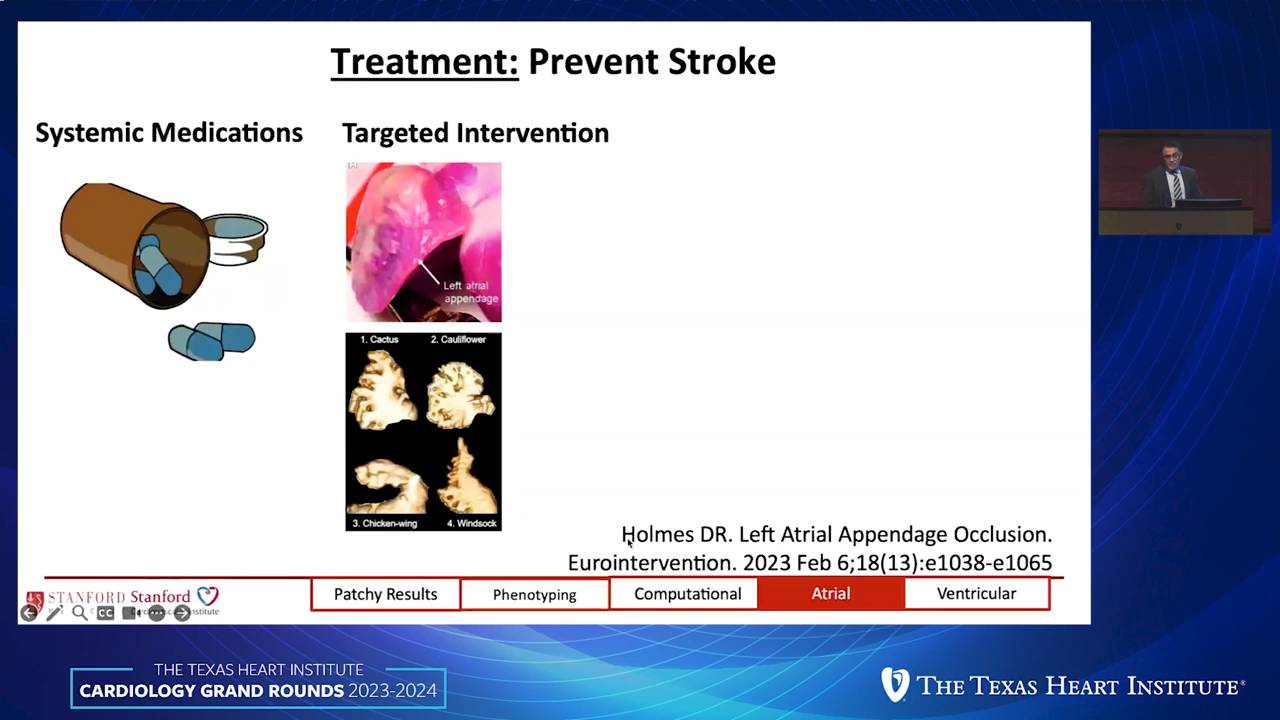 Treatment: Prevent Stroke
Systemic Medications
Targeted Intervention
Left atrial
appendage
1. Cactus
2. Cauliflower
3. Chicken-wing
4. Windsock
Holmes DR. Left Atrial Appendage Occlusion.
Eurointervention. 2023 Feb 6;18(13):e1038-e1065
STANFORD
Stanford
Patchy Results
Phenotyping
Computational
Atrial
Ventricular
THE TEXAS HEART INSTITUTE
CARDIOLOGY GRAND ROUNDS 2023-2024
THE TEXAS HEART INSTITUTE®